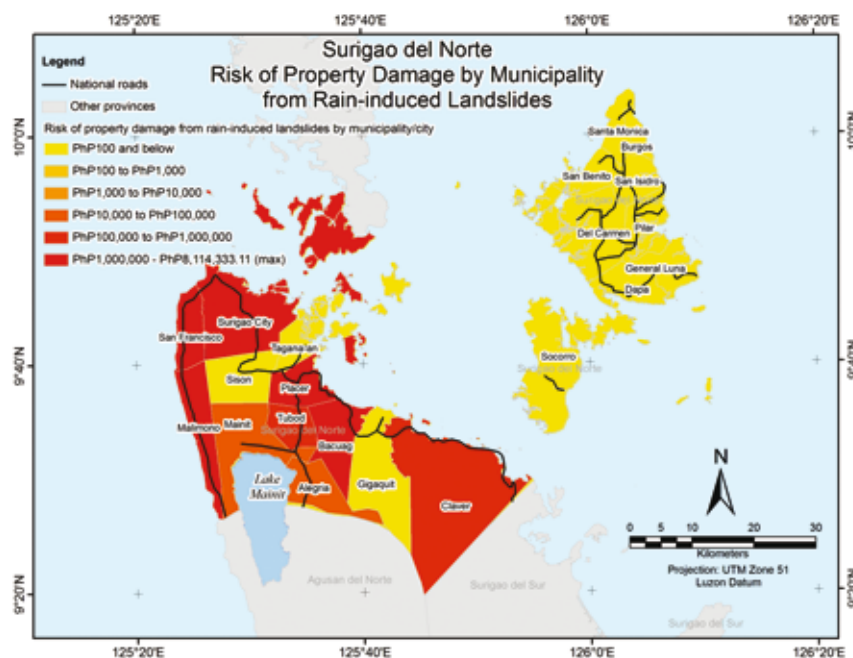 125°20'E 125°40'E 126°0'E 126°20'E
Surigao del Norte
Risk of Property Damage by Municipality
from Rain-induced Landslides
Legend
National roads
Other provinces
Risk of property damage from rain-induced landslides by municipality/city
PhP100 and below
PhP100 to PhP1,000
PhP1,000 to PhP10,000
PhP10,000 to PhP100,000
PhP100,000 to PhP1,000,000
PhP1,000,000 - PhP8,114,333.11 (max)
10°0'N
10°0'N
Santa Monica
Burgos
San Benito
San Isidro
Surigao del Norte
Del Carmen
Pilar
General Luna
Dapa
Surigao City
San Francisco
Tagana-an
9°40'N
9°40'N
Socorro
Surigao del Norte
Sison
Placer
Malimono
Mainit
Tubod
Surigao del Norte
Bacuag
Lake
Mainit
Alegria
Gigaquit
Claver
N
0 5 10 20 30
Kilometers
Projection: UTM Zone 51
Luzon Datum
Agusan del Norte
Surigao del Sur
9°20'N
Surigao del Sur
125°20'E 125°40'E 126°0'E 126°20'E